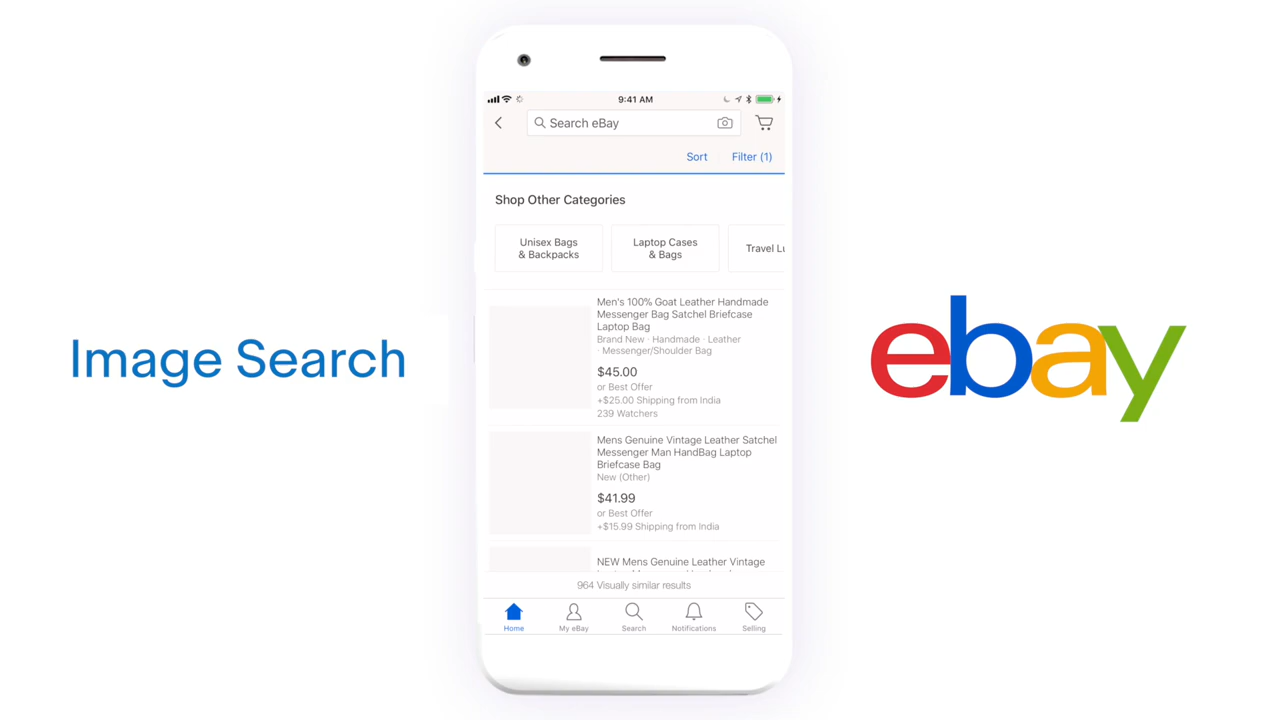 9:41 AM
Search eBay
Sort
Filter (1)
Shop Other Categories
Unisex Bags
& Backpacks
Laptop Cases
& Bags
Travel Lu
Men's 100% Goat Leather Handmade
Messenger Bag Satchel Briefcase
Laptop Bag
Brand New · Handmade · Leather
· Messenger/Shoulder Bag
$45.00
or Best Offer
+$25.00 Shipping from India
239 Watchers
Mens Genuine Vintage Leather Satchel
Messenger Man HandBag Laptop
Briefcase Bag
New (Other)
$41.99
or Best Offer
+$15.99 Shipping from India
NEW Mens Genuine Leather Vintage
964 Visually similar results
Home
My eBay
Search
Notifications
Selling
Image Search
ebay